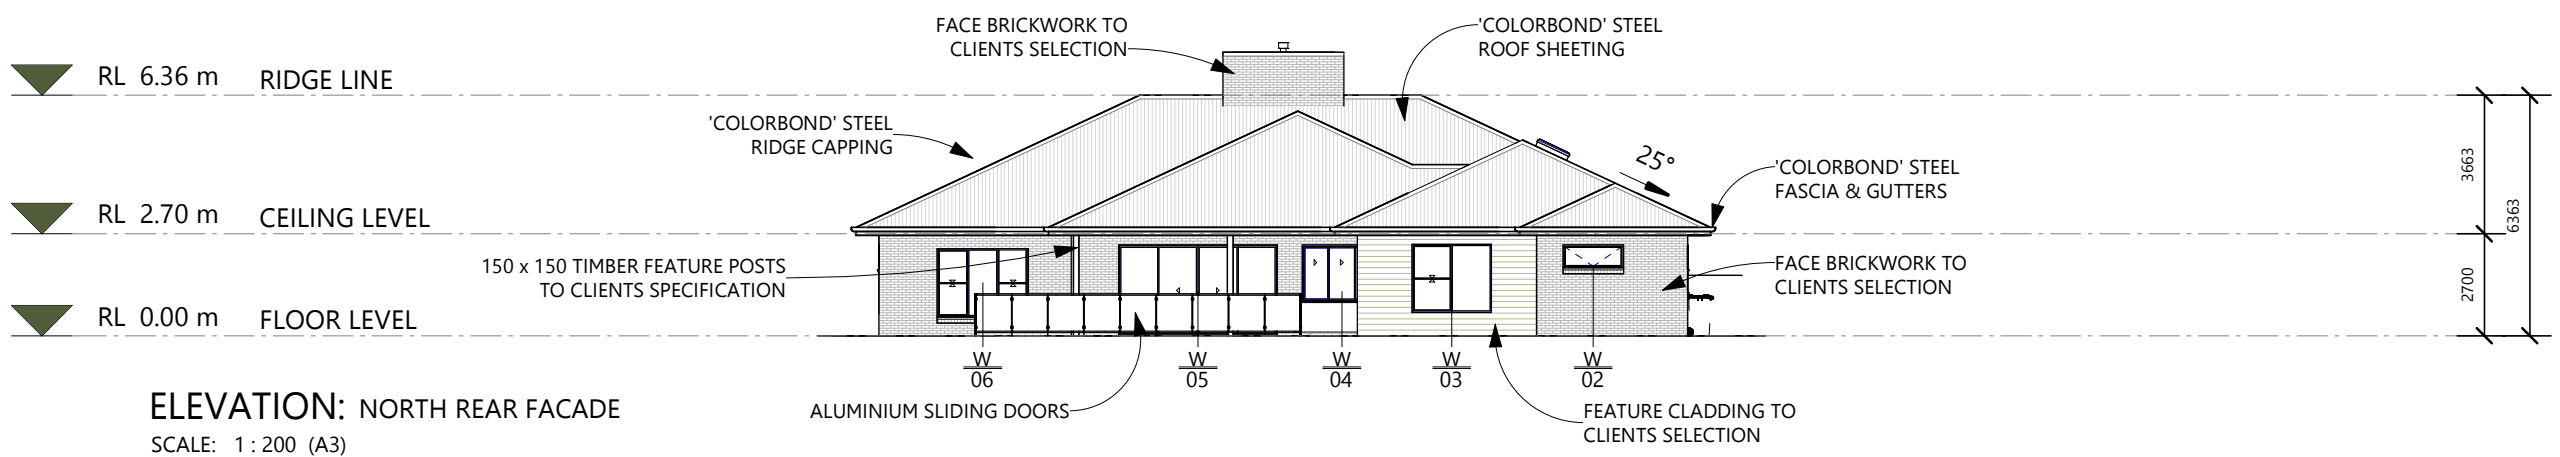 FACE BRICKWORK TO
CLIENTS SELECTION
'COLORBOND' STEEL
ROOF SHEETING
RL 6.36 m RIDGE LINE
'COLORBOND' STEEL
RIDGE CAPPING
25°
'COLORBOND' STEEL
FASCIA & GUTTERS
3663
6363
RL 2.70 m CEILING LEVEL
150 x 150 TIMBER FEATURE POSTS
TO CLIENTS SPECIFICATION
FACE BRICKWORK TO
CLIENTS SELECTION
2700
RL 0.00 m FLOOR LEVEL
W
06
W
05
W
04
W
03
W
02
ELEVATION: NORTH REAR FACADE
SCALE: 1 : 200 (A3)
ALUMINIUM SLIDING DOORS
FEATURE CLADDING TO
CLIENTS SELECTION